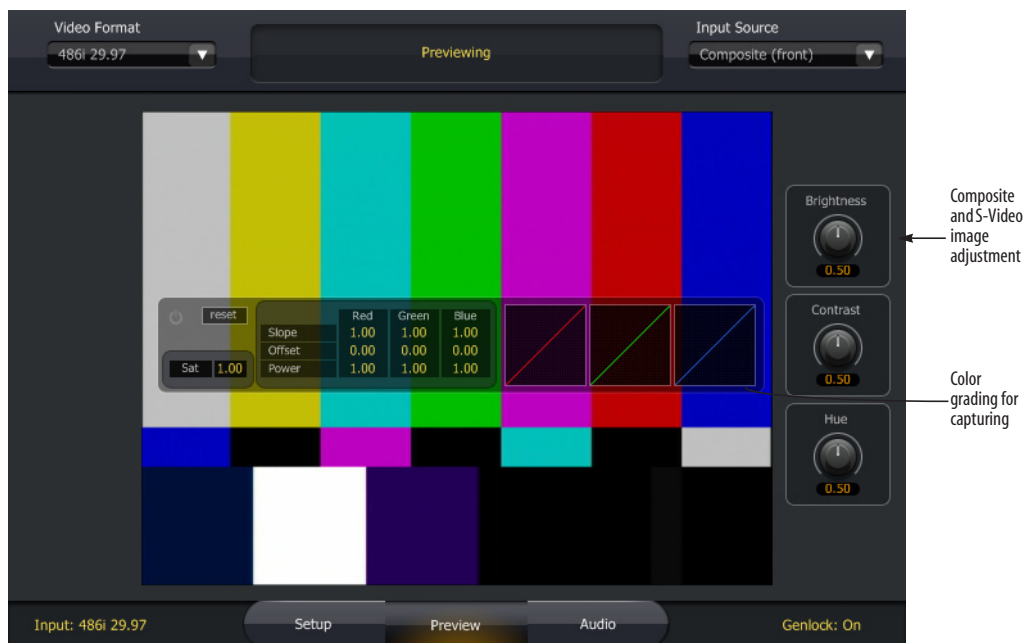 Video Format
486i 29.97
Previewing
Input Source
Composite (front)
Brightness
0.50
Composite
and S-Video
image
adjustment
reset
Red Green Blue
Slope 1.00 1.00 1.00
Offset 0.00 0.00 0.00
Power 1.00 1.00 1.00
Sat 1.00
Contrast
0.50
Color
grading for
capturing
Hue
0.50
Input: 486i 29.97
Setup
Preview
Audio
Genlock: On